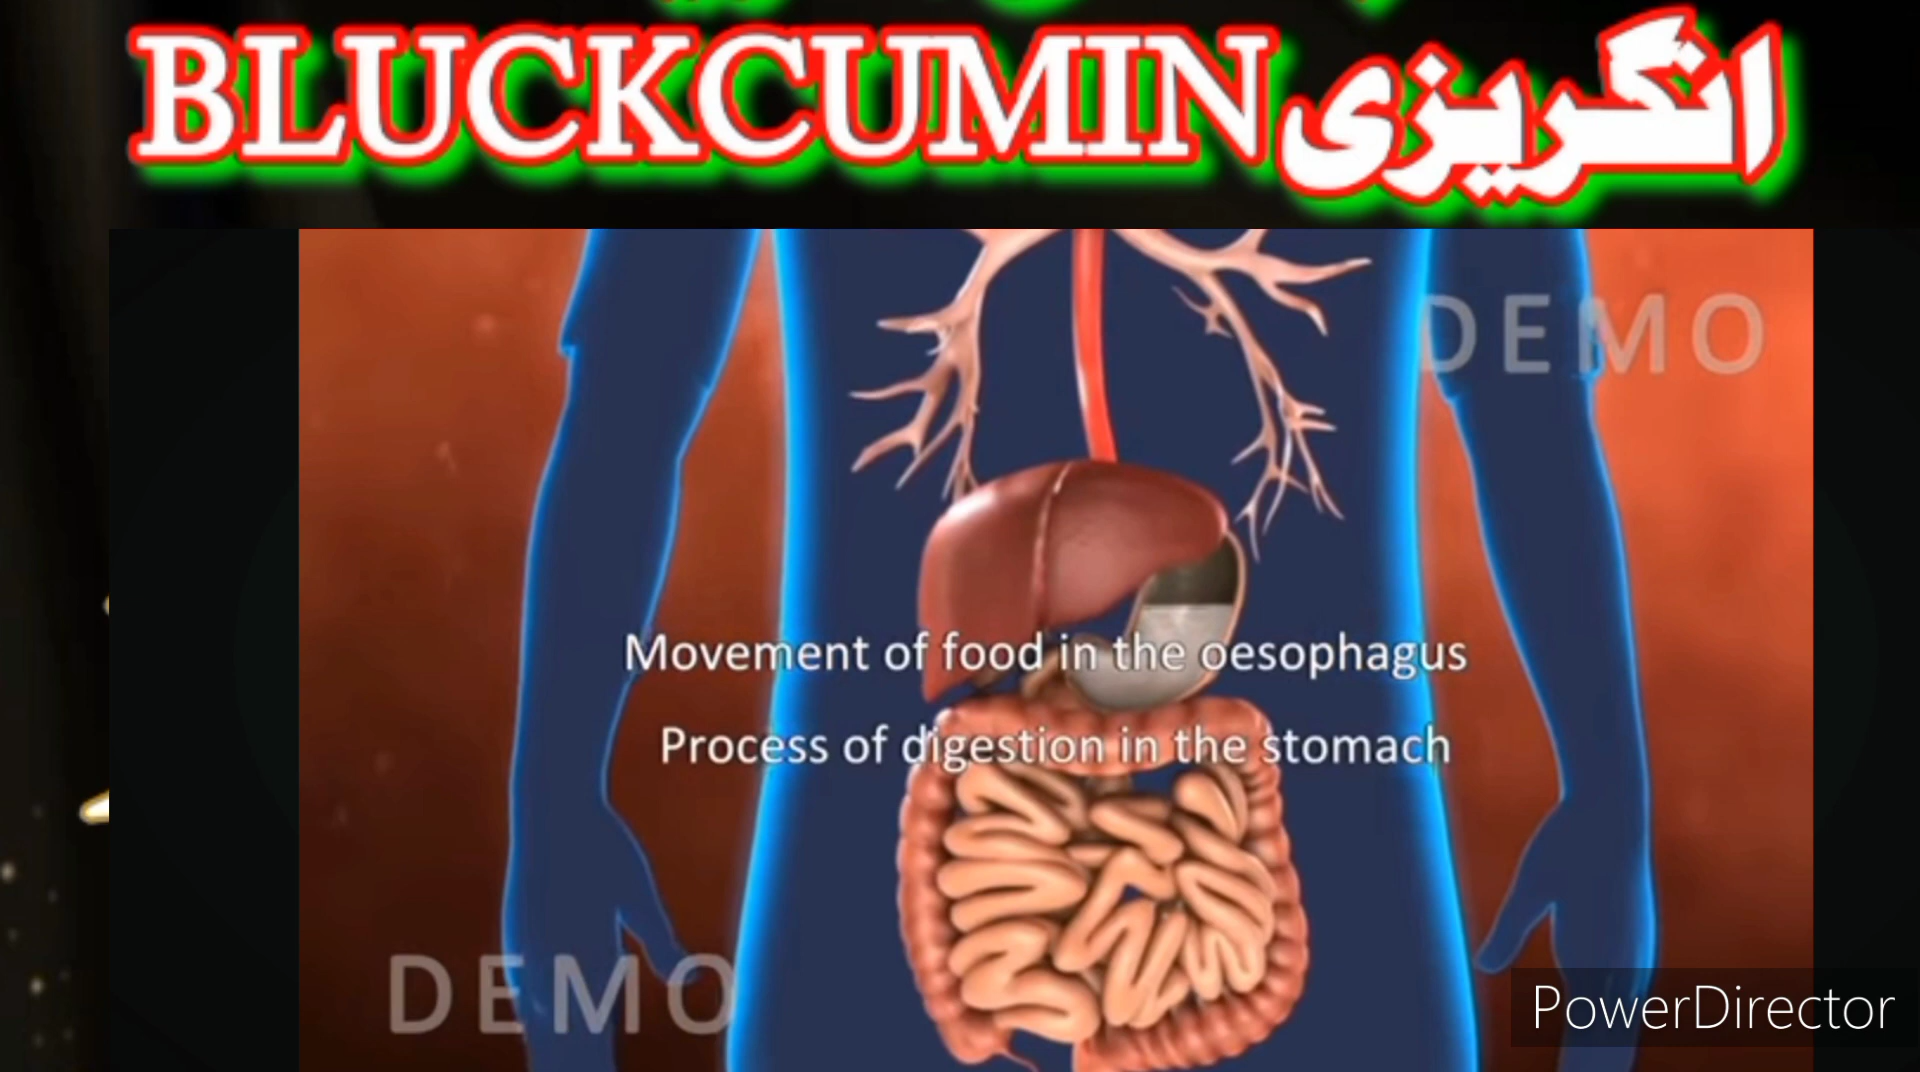 انگریزی BLUCKCUMIN
DEMO
Movement of food in the oesophagus
Process of digestion in the stomach
DEMO
PowerDirector